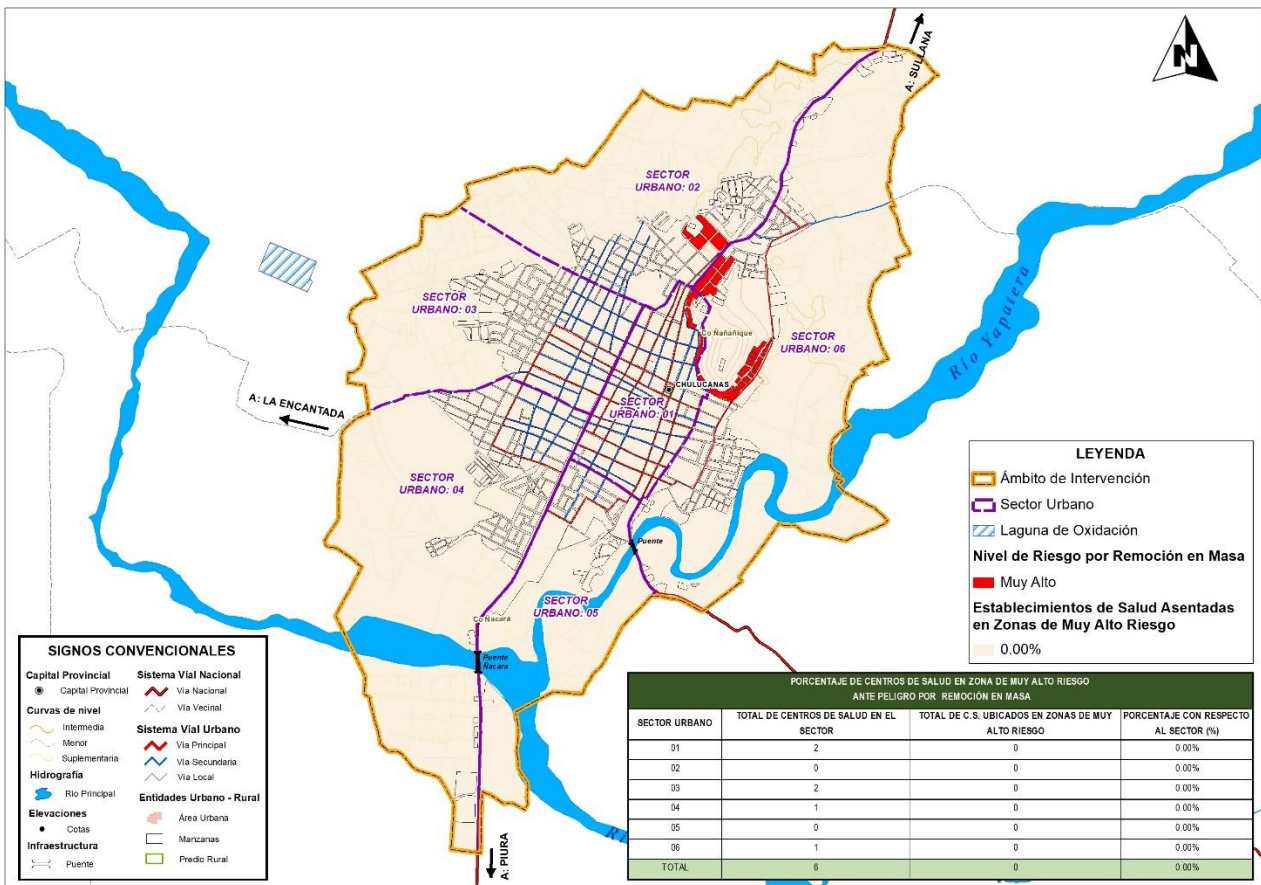 A: SULLANA
N
SECTOR
URBANO: 02
SECTOR
URBANO: 03
Co Ñañañique
SECTOR
URBANO: 06
Río Yapatera
CHULUCANAS
SECTOR
URBANO: 01
A: LA ENCANTADA
SECTOR
URBANO: 04
Puente
SECTOR
URBANO: 05
Co Ñacara
Puente
Ñacara
A: PIURA
LEYENDA
Ámbito de Intervención
Sector Urbano
Laguna de Oxidación
Nivel de Riesgo por Remoción en Masa
Muy Alto
Establecimientos de Salud Asentadas
en Zonas de Muy Alto Riesgo
0.00%
SIGNOS CONVENCIONALES
Capital Provincial
Capital Provincial
Curvas de nivel
Intermedia
Menor
Suplementaria
Hidrografía
Rio Principal
Elevaciones
Cotas
Infraestructura
Puente
Sistema Víal Nacional
Vía Nacional
Vía Vecinal
Sistema Víal Urbano
Vía Principal
Vía Secundaria
Vía Local
Entidades Urbano - Rural
Área Urbana
Manzanas
Predio Rural
PORCENTAJE DE CENTROS DE SALUD EN ZONA DE MUY ALTO RIESGO
ANTE PELIGRO POR REMOCIÓN EN MASA
SECTOR URBANO TOTAL DE CENTROS DE SALUD EN EL SECTOR TOTAL DE C.S. UBICADOS EN ZONAS DE MUY ALTO RIESGO PORCENTAJE CON RESPECTO AL SECTOR (%)
01 2 0 0.00%
02 0 0 0.00%
03 2 0 0.00%
04 1 0 0.00%
05 0 0 0.00%
06 1 0 0.00%
TOTAL 6 0 0.00%